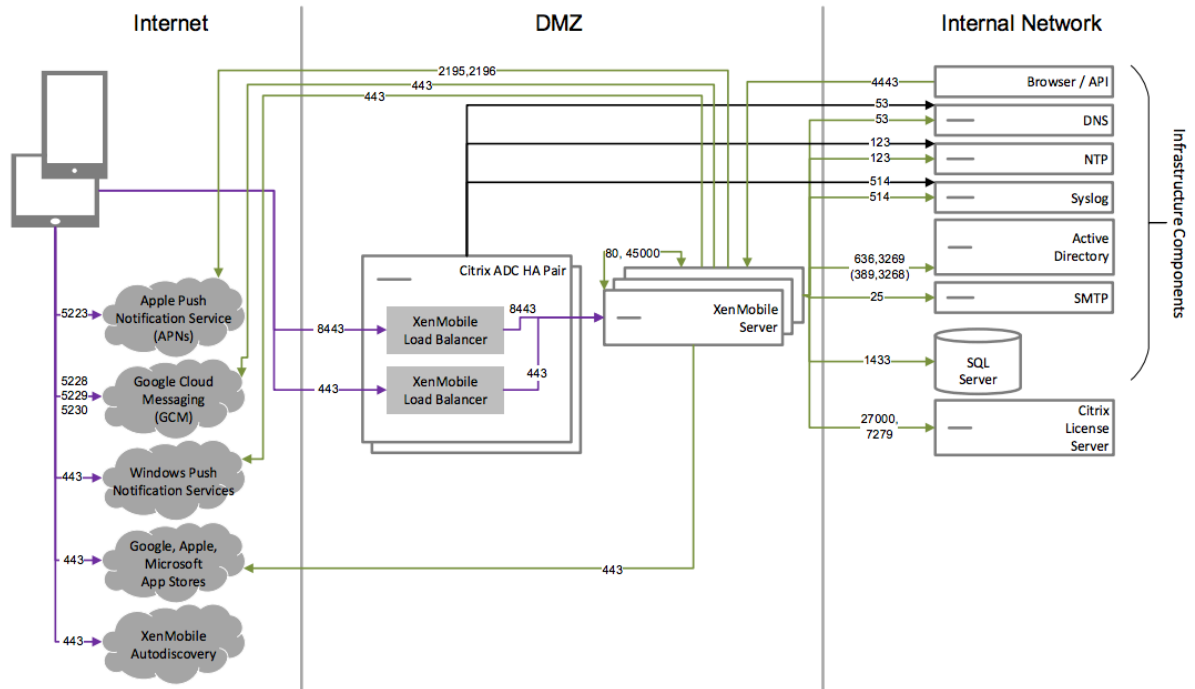 Internet
DMZ
Internal Network
2195,2196
443
443
4443
Browser / API
53
53
DNS
123
123
NTP
514
514
Syslog
636,3269
(389,3268)
Active
Directory
25
SMTP
1433
SQL
Server
27000,
7279
Citrix
License
Server
Infrastructure Components
80, 45000
Citrix ADC HA Pair
XenMobile
Load Balancer
8443
8443
XenMobile
Server
XenMobile
Load Balancer
443
443
5223
Apple Push
Notification Service
(APNs)
5228
5229
5230
Google Cloud
Messaging
(GCM)
443
Windows Push
Notification Services
443
Google, Apple,
Microsoft
App Stores
443
443
XenMobile
Autodiscovery